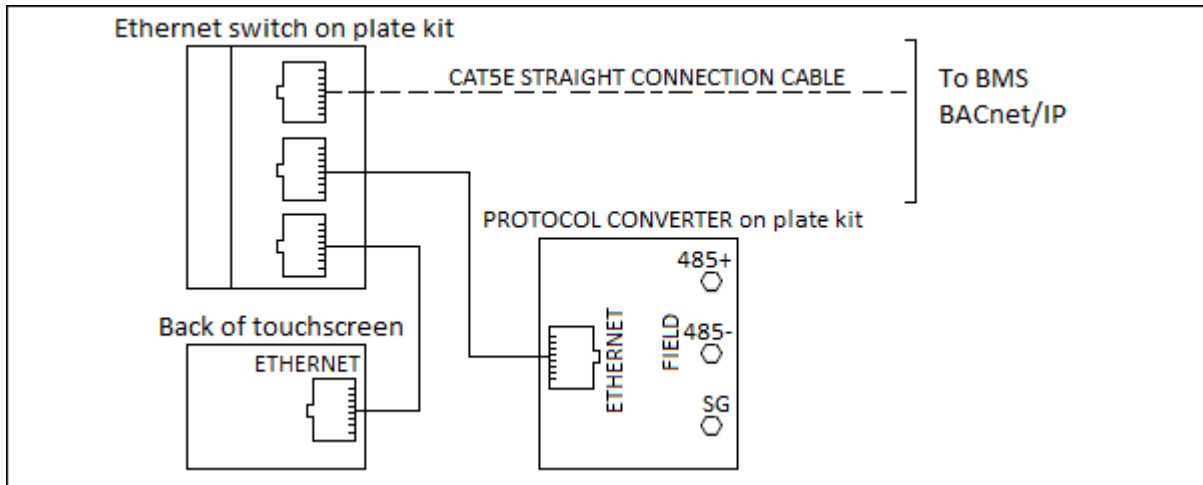 Ethernet switch on plate kit
CAT5E STRAIGHT CONNECTION CABLE
To BMS
BACnet/IP
PROTOCOL CONVERTER on plate kit
485+
485-
SG
FIELD
ETHERNET
Back of touchscreen
ETHERNET